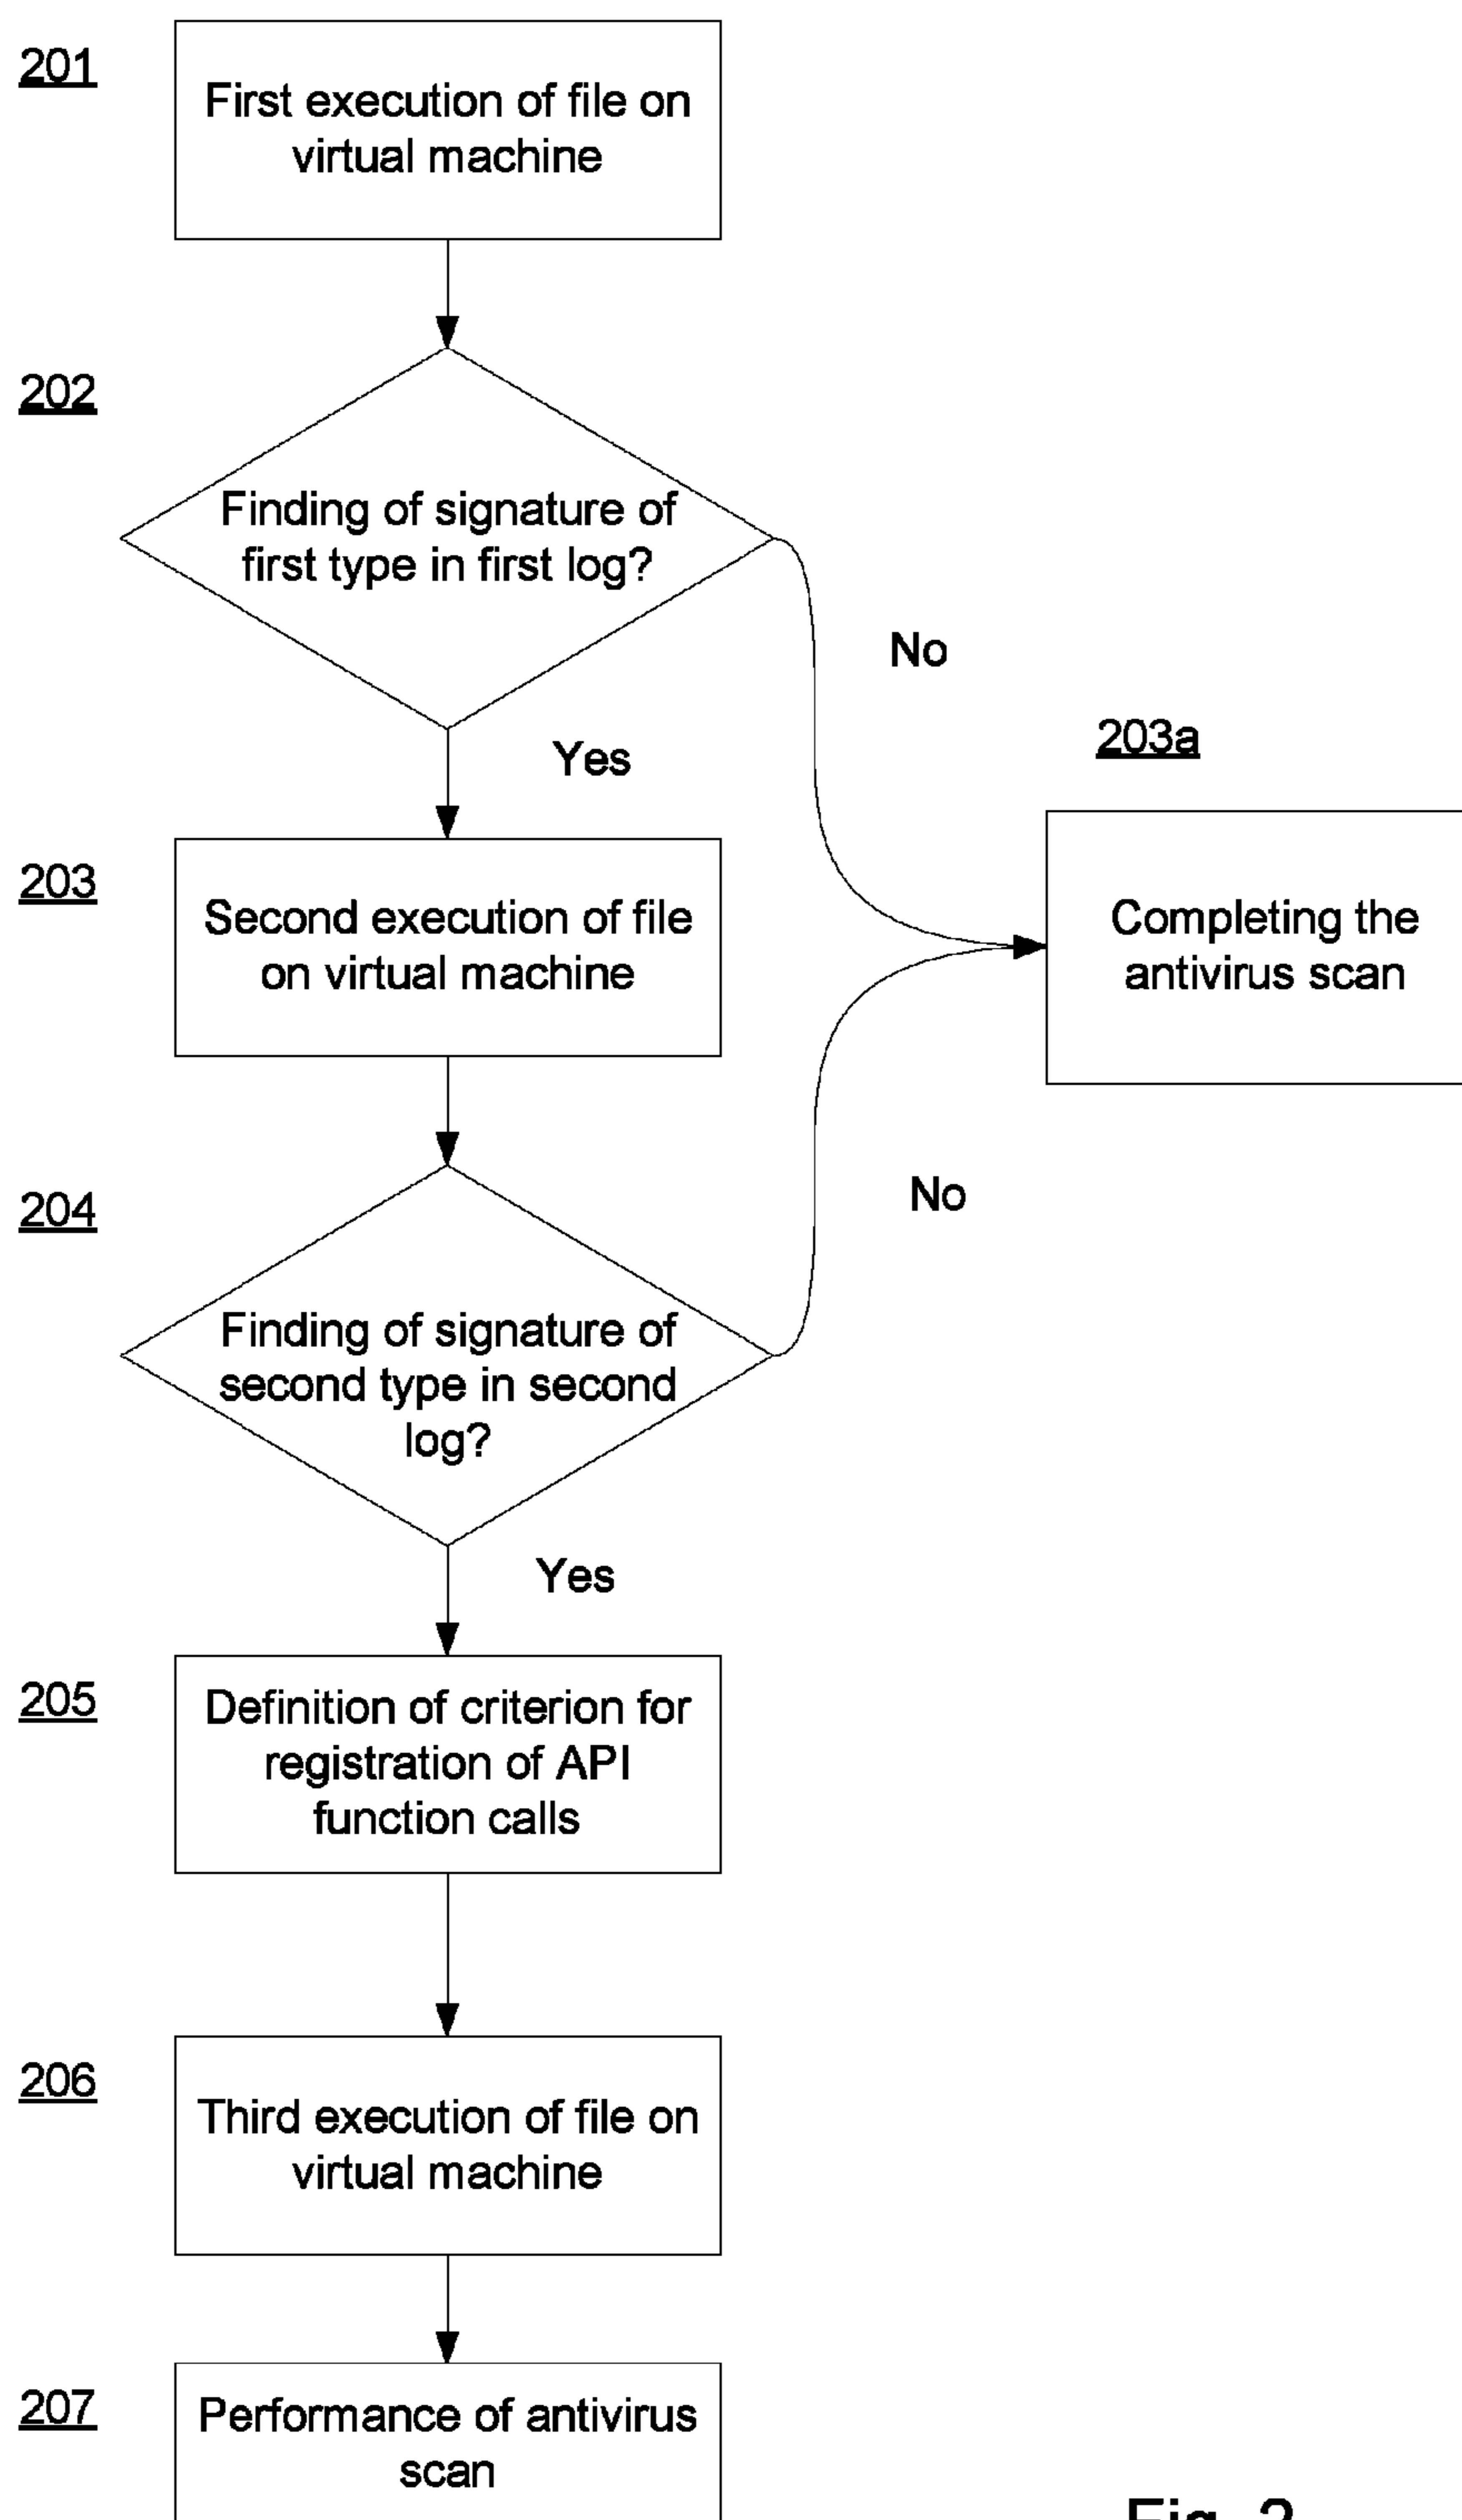 201
First execution of file on
virtual machine
202
Finding of signature of
first type in first log?
No
Yes
203a
203
Second execution of file
on virtual machine
Completing the
antivirus scan
204
No
Finding of signature of
second type in second
log?
Yes
205
Definition of criterion for
registration of API
function calls
206
Third execution of file on
virtual machine
207
Performance of antivirus
scan
Fig. 2